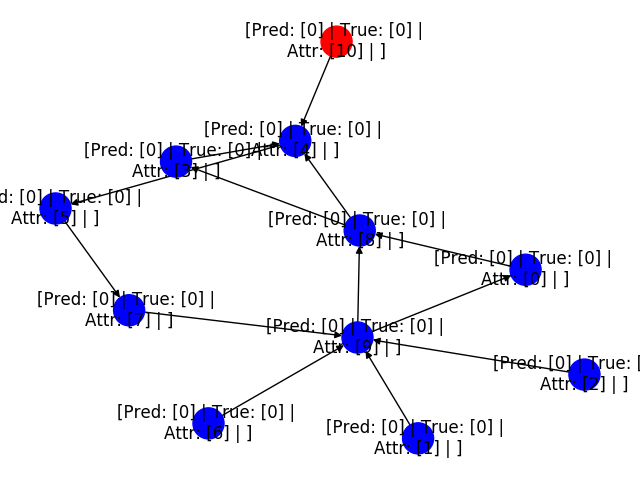 [Pred: [0] | True: [0] |
Attr: [10] | ]
[Pred: [0] | True: [0] |
Attr: [4] | ]
[Pred: [0] | True: [0] |
Attr: [3] | ]
d: [0] | True: [0] |
Attr: [5] | ]
[Pred: [0] | True: [0] |
Attr: [8] | ]
[Pred: [0] | True: [0] |
Attr: [0] | ]
[Pred: [0] | True: [0] |
Attr: [7] | ]
[Pred: [0] | True: [0] |
Attr: [9] | ]
[Pred: [0] | True: [
Attr: [2] | ]
[Pred: [0] | True: [0] |
Attr: [6] | ]
[Pred: [0] | True: [0] |
Attr: [1] | ]